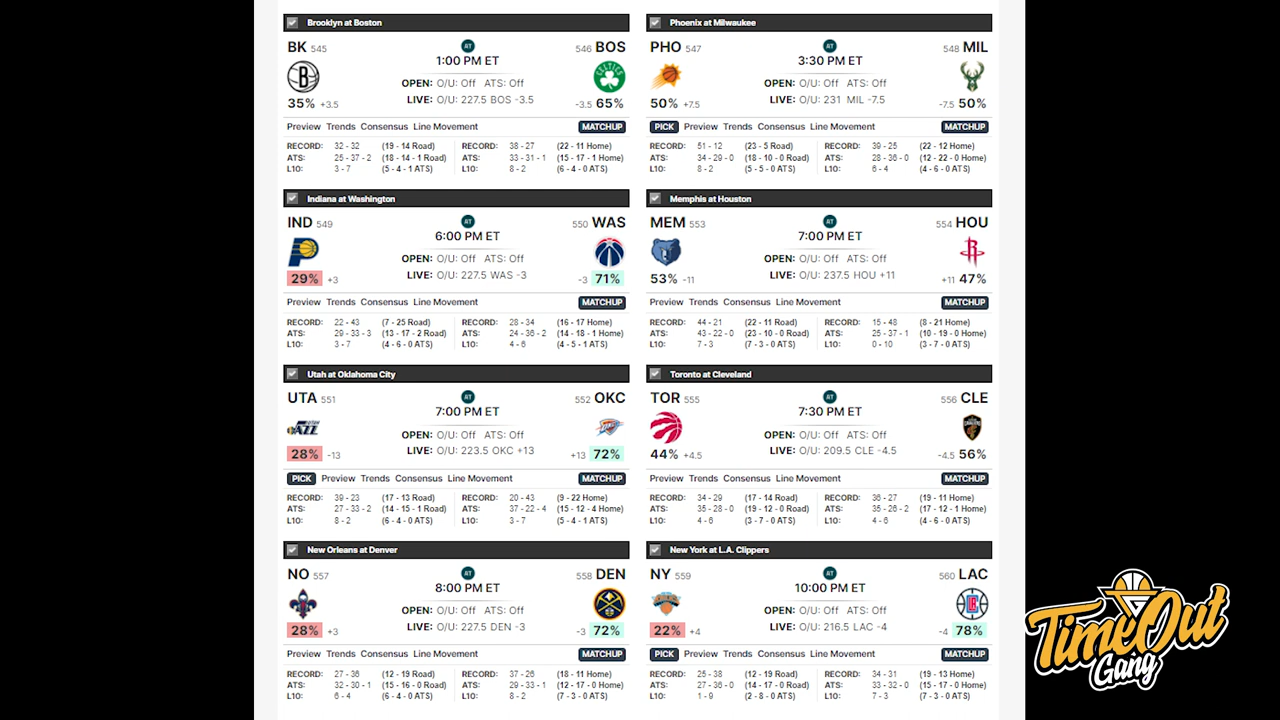 Brooklyn at Boston
BK 545
AT
546 BOS
1:00 PM ET
B
CELTICS
OPEN: O/U: Off ATS: Off
35% +3.5
LIVE: O/U: 227.5 BOS -3.5
-3.5 65%
Preview Trends Consensus Line Movement MATCHUP
RECORD: 32 - 32 (19 - 14 Road) RECORD: 38 - 27 (22 - 11 Home)
ATS: 25 - 37 - 2 (18 - 14 - 1 Road) ATS: 33 - 31 - 1 (15 - 17 - 1 Home)
L10: 3 - 7 (5 - 4 - 1 ATS) L10: 8 - 2 (6 - 4 - 0 ATS)
Phoenix at Milwaukee
PHO 547
AT
548 MIL
3:30 PM ET
OPEN: O/U: Off ATS: Off
50% +7.5
LIVE: O/U: 231 MIL -7.5
-7.5 50%
PICK Preview Trends Consensus Line Movement MATCHUP
RECORD: 51 - 12 (23 - 5 Road) RECORD: 39 - 25 (22 - 12 Home)
ATS: 34 - 29 - 0 (18 - 10 - 0 Road) ATS: 28 - 36 - 0 (12 - 22 - 0 Home)
L10: 8 - 2 (5 - 5 - 0 ATS) L10: 6 - 4 (4 - 6 - 0 ATS)
Indiana at Washington
IND 549
AT
550 WAS
6:00 PM ET
OPEN: O/U: Off ATS: Off
29% +3
LIVE: O/U: 227.5 WAS -3
-3 71%
Preview Trends Consensus Line Movement MATCHUP
RECORD: 22 - 43 (7 - 25 Road) RECORD: 28 - 34 (16 - 17 Home)
ATS: 29 - 33 - 3 (13 - 17 - 2 Road) ATS: 24 - 36 - 2 (14 - 18 - 1 Home)
L10: 3 - 7 (4 - 6 - 0 ATS) L10: 4 - 6 (4 - 5 - 1 ATS)
Memphis at Houston
MEM 553
AT
554 HOU
7:00 PM ET
OPEN: O/U: Off ATS: Off
53% -11
LIVE: O/U: 237.5 HOU +11
+11 47%
Preview Trends Consensus Line Movement MATCHUP
RECORD: 44 - 21 (22 - 11 Road) RECORD: 15 - 48 (8 - 21 Home)
ATS: 43 - 22 - 0 (23 - 10 - 0 Road) ATS: 25 - 37 - 1 (10 - 19 - 0 Home)
L10: 7 - 3 (7 - 3 - 0 ATS) L10: 0 - 10 (3 - 7 - 0 ATS)
Utah at Oklahoma City
UTA 551
AT
552 OKC
7:00 PM ET
JAZZ
OPEN: O/U: Off ATS: Off
28% -13
LIVE: O/U: 223.5 OKC +13
+13 72%
PICK Preview Trends Consensus Line Movement MATCHUP
RECORD: 39 - 23 (17 - 13 Road) RECORD: 20 - 43 (9 - 22 Home)
ATS: 27 - 33 - 2 (14 - 15 - 1 Road) ATS: 37 - 22 - 4 (15 - 12 - 4 Home)
L10: 8 - 2 (6 - 4 - 0 ATS) L10: 3 - 7 (5 - 4 - 1 ATS)
Toronto at Cleveland
TOR 555
AT
556 CLE
7:30 PM ET
OPEN: O/U: Off ATS: Off
44% +4.5
LIVE: O/U: 209.5 CLE -4.5
-4.5 56%
Preview Trends Consensus Line Movement MATCHUP
RECORD: 34 - 29 (17 - 14 Road) RECORD: 36 - 27 (19 - 11 Home)
ATS: 35 - 28 - 0 (19 - 12 - 0 Road) ATS: 35 - 26 - 2 (17 - 12 - 1 Home)
L10: 4 - 6 (3 - 7 - 0 ATS) L10: 4 - 6 (4 - 6 - 0 ATS)
New Orleans at Denver
NO 557
AT
558 DEN
8:00 PM ET
OPEN: O/U: Off ATS: Off
28% +3
LIVE: O/U: 227.5 DEN -3
-3 72%
Preview Trends Consensus Line Movement MATCHUP
RECORD: 27 - 36 (12 - 19 Road) RECORD: 37 - 26 (18 - 11 Home)
ATS: 32 - 30 - 1 (15 - 16 - 0 Road) ATS: 29 - 33 - 1 (12 - 17 - 0 Home)
L10: 6 - 4 (6 - 4 - 0 ATS) L10: 8 - 2 (7 - 3 - 0 ATS)
New York at L.A. Clippers
NY 559
AT
560 LAC
10:00 PM ET
OPEN: O/U: Off ATS: Off
22% +4
LIVE: O/U: 216.5 LAC -4
-4 78%
PICK Preview Trends Consensus Line Movement MATCHUP
RECORD: 25 - 38 (12 - 19 Road) RECORD: 34 - 31 (19 - 13 Home)
ATS: 27 - 36 - 0 (14 - 17 - 0 Road) ATS: 33 - 32 - 0 (15 - 17 - 0 Home)
L10: 1 - 9 (2 - 8 - 0 ATS) L10: 7 - 3 (7 - 3 - 0 ATS)
TimeOut
Gang